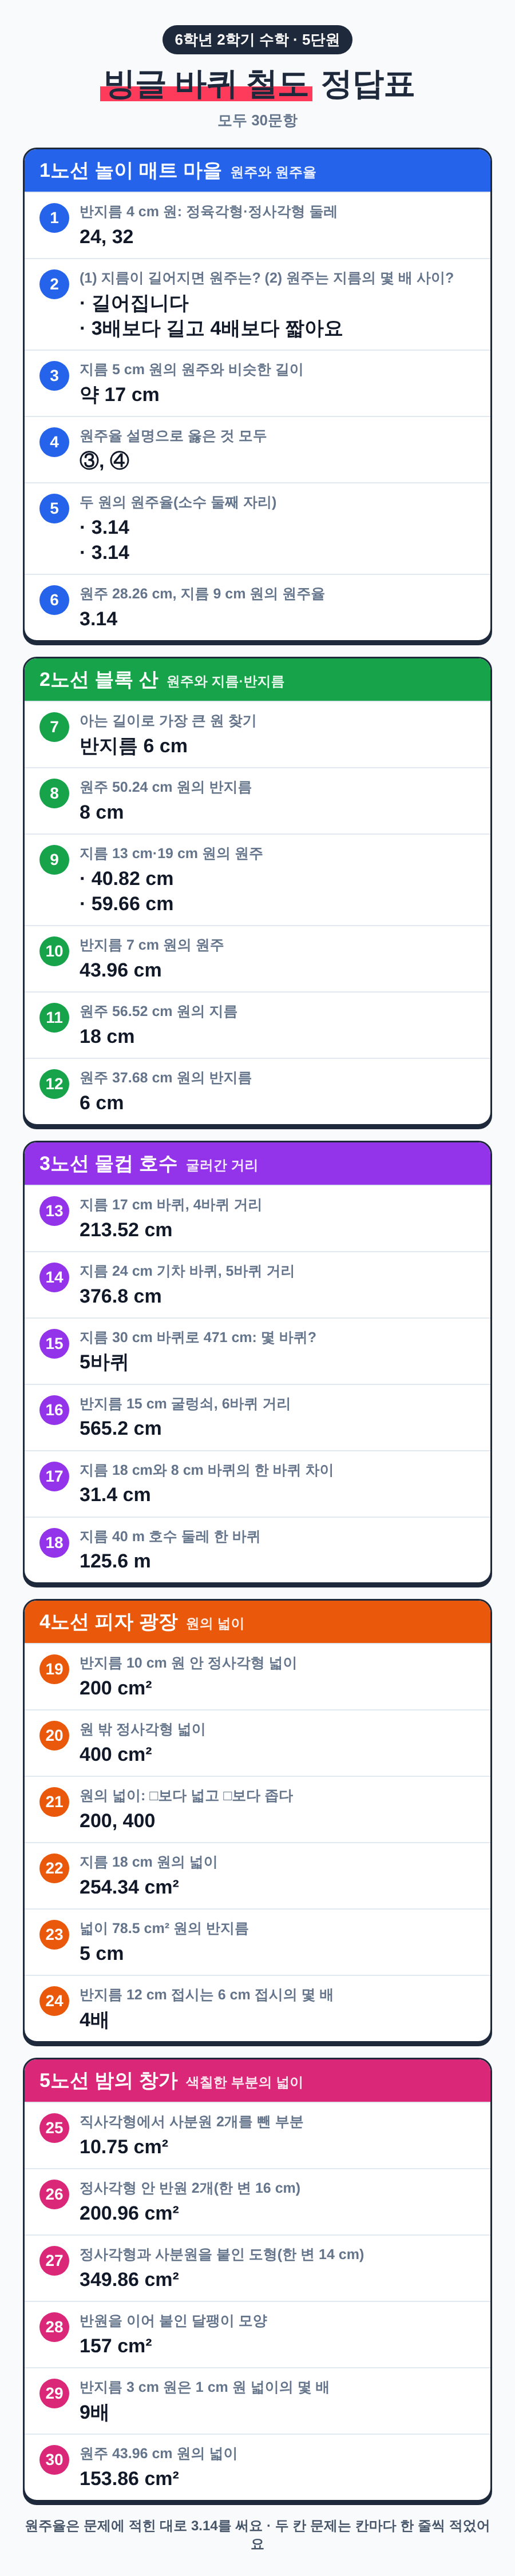 6학년 2학기 수학 · 5단원
빙글 바퀴 철도 정답표
모두 30문항
1노선 놀이 매트 마을 원주와 원주율
1 반지름 4 cm 원: 정육각형·정사각형 둘레
24, 32
2 (1) 지름이 길어지면 원주는? (2) 원주는 지름의 몇 배 사이?
· 길어집니다
· 3배보다 길고 4배보다 짧아요
3 지름 5 cm 원의 원주와 비슷한 길이
약 17 cm
4 원주율 설명으로 옳은 것 모두
③, ④
5 두 원의 원주율(소수 둘째 자리)
· 3.14
· 3.14
6 원주 28.26 cm, 지름 9 cm 원의 원주율
3.14
2노선 블록 산 원주와 지름·반지름
7 아는 길이로 가장 큰 원 찾기
반지름 6 cm
8 원주 50.24 cm 원의 반지름
8 cm
9 지름 13 cm·19 cm 원의 원주
· 40.82 cm
· 59.66 cm
10 반지름 7 cm 원의 원주
43.96 cm
11 원주 56.52 cm 원의 지름
18 cm
12 원주 37.68 cm 원의 반지름
6 cm
3노선 물컵 호수 굴러간 거리
13 지름 17 cm 바퀴, 4바퀴 거리
213.52 cm
14 지름 24 cm 기차 바퀴, 5바퀴 거리
376.8 cm
15 지름 30 cm 바퀴로 471 cm: 몇 바퀴?
5바퀴
16 반지름 15 cm 굴렁쇠, 6바퀴 거리
565.2 cm
17 지름 18 cm와 8 cm 바퀴의 한 바퀴 차이
31.4 cm
18 지름 40 m 호수 둘레 한 바퀴
125.6 m
4노선 피자 광장 원의 넓이
19 반지름 10 cm 원 안 정사각형 넓이
200 cm²
20 원 밖 정사각형 넓이
400 cm²
21 원의 넓이: □보다 넓고 □보다 좁다
200, 400
22 지름 18 cm 원의 넓이
254.34 cm²
23 넓이 78.5 cm² 원의 반지름
5 cm
24 반지름 12 cm 접시는 6 cm 접시의 몇 배
4배
5노선 밤의 창가 색칠한 부분의 넓이
25 직사각형에서 사분원 2개를 뺀 부분
10.75 cm²
26 정사각형 안 반원 2개(한 변 16 cm)
200.96 cm²
27 정사각형과 사분원을 붙인 도형(한 변 14 cm)
349.86 cm²
28 반원을 이어 붙인 달팽이 모양
157 cm²
29 반지름 3 cm 원은 1 cm 원 넓이의 몇 배
9배
30 원주 43.96 cm 원의 넓이
153.86 cm²
원주율은 문제에 적힌 대로 3.14를 써요 · 두 칸 문제는 칸마다 한 줄씩 적었어
요